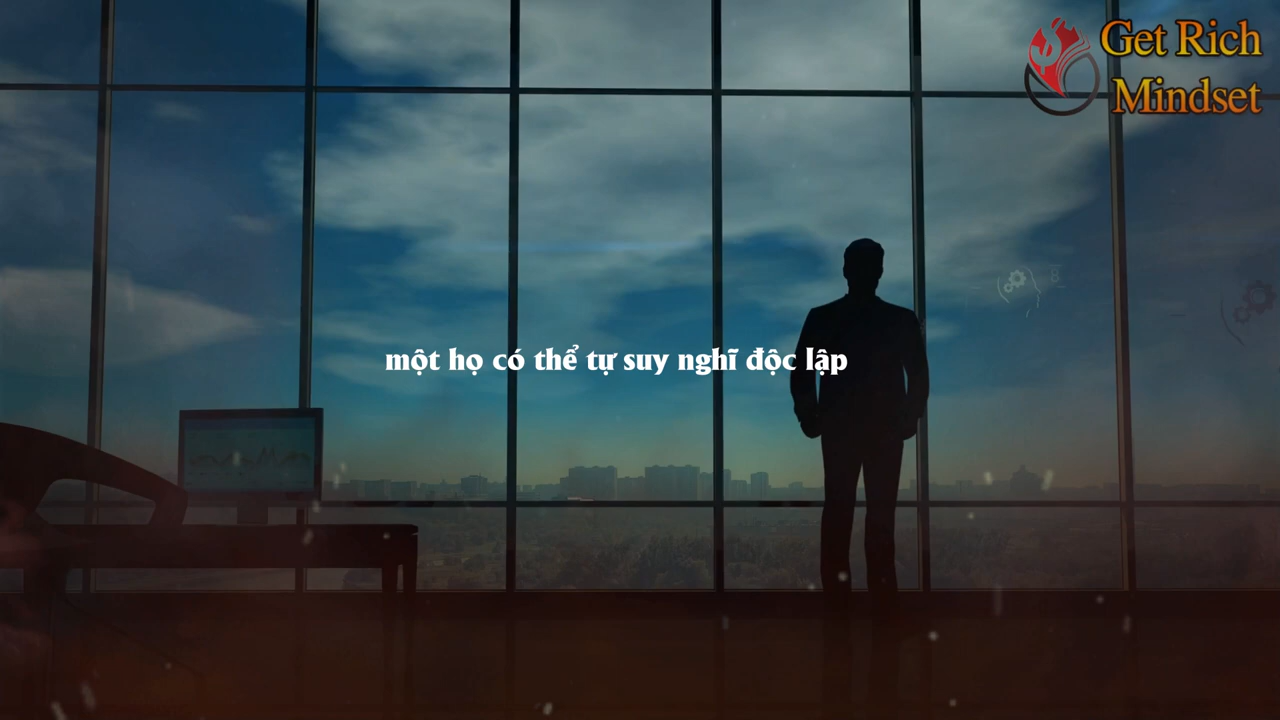 Get Rich
Mindset
một họ có thể tự suy nghĩ độc lập